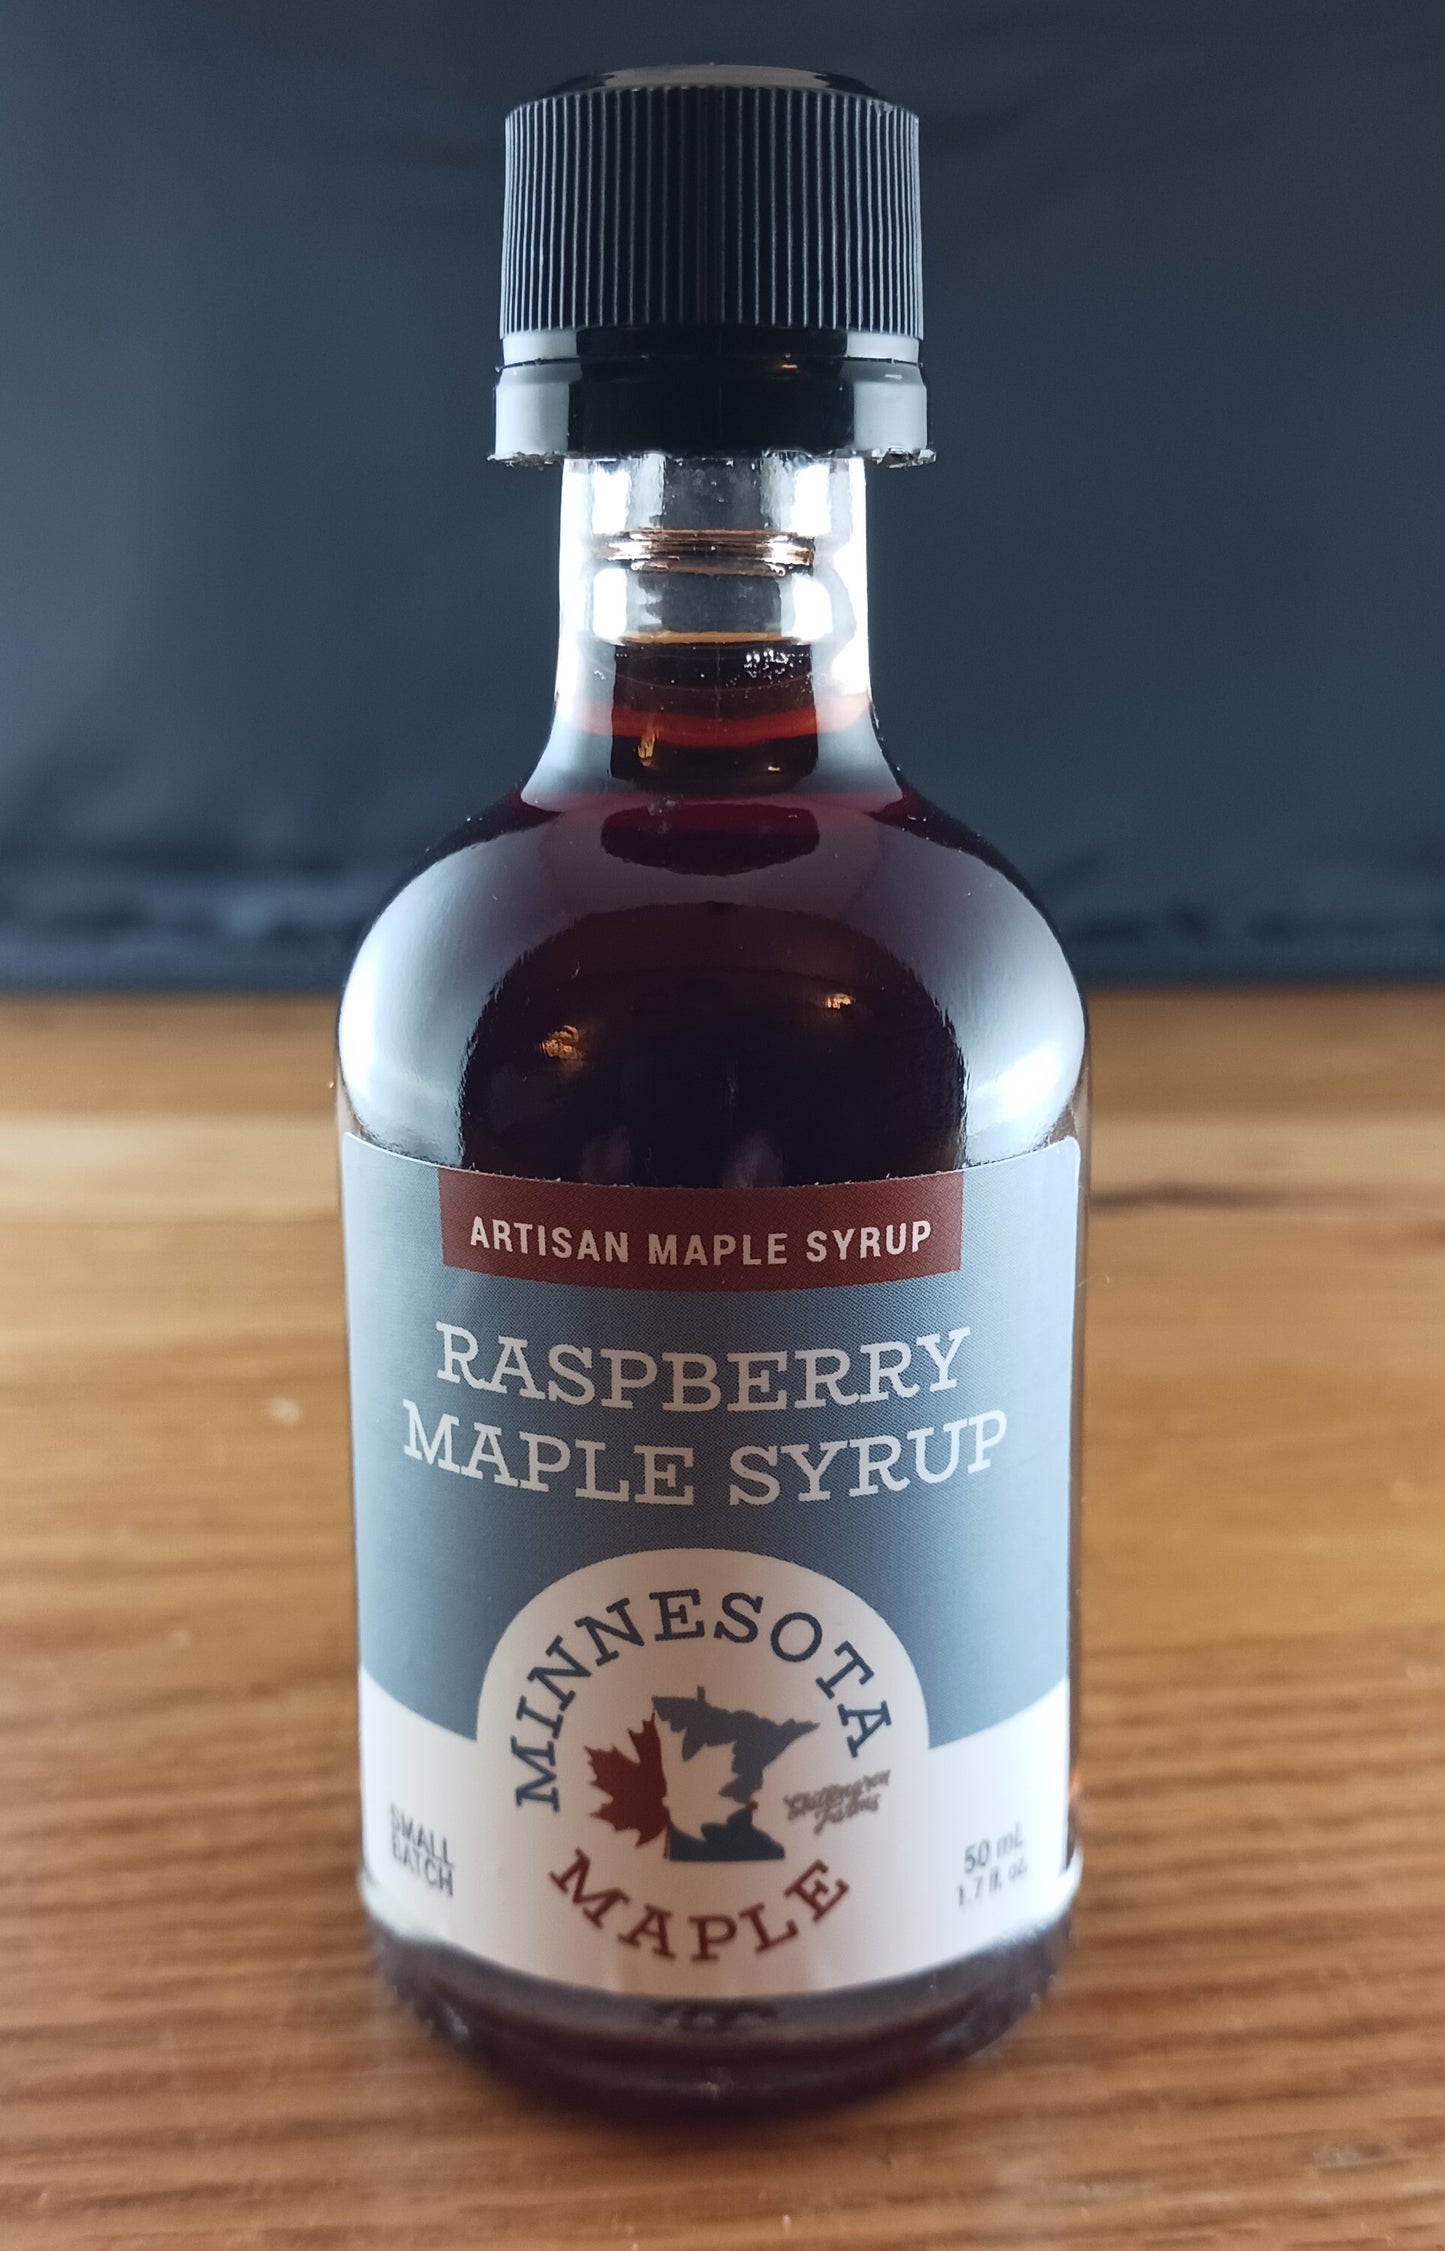 ARTISAN MAPLE SYRUP
RASPBERRY
MAPLE SYRUP
MINNESOTA
MAPLE
SMALL
BATCH
50 mL
1.7 fl. oz.